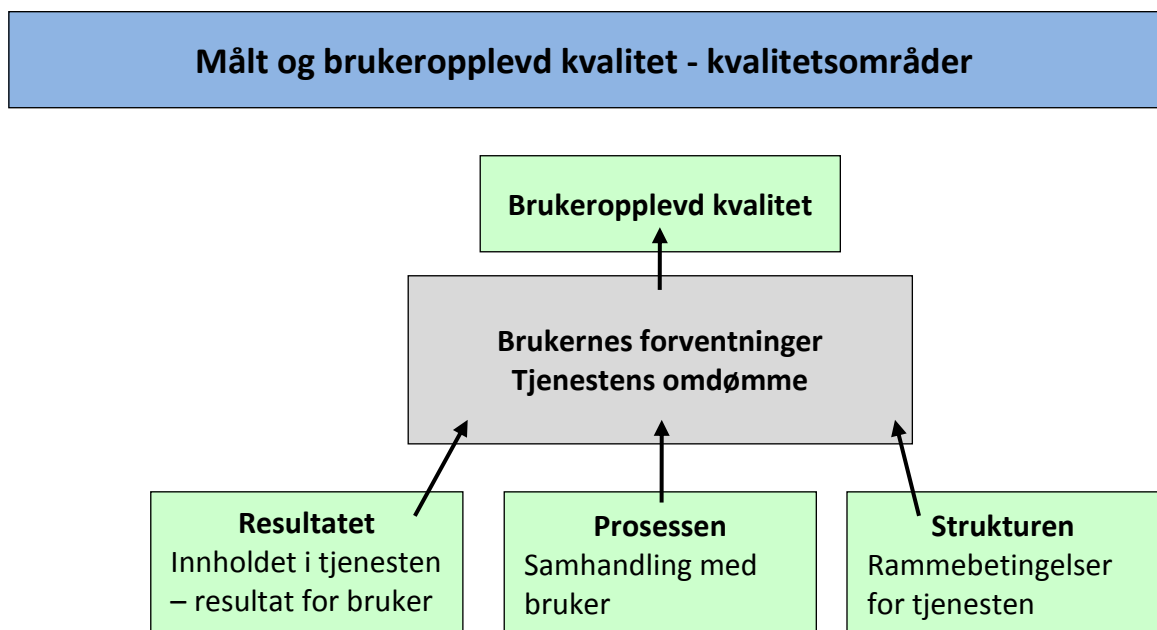 Målt og brukeropplevd kvalitet - kvalitetsområder
Brukeropplevd kvalitet
Brukernes forventninger
Tjenestens omdømme
Resultatet
Innholdet i tjenesten
– resultat for bruker
Prosessen
Samhandling med
bruker
Strukturen
Rammebetingelser
for tjenesten